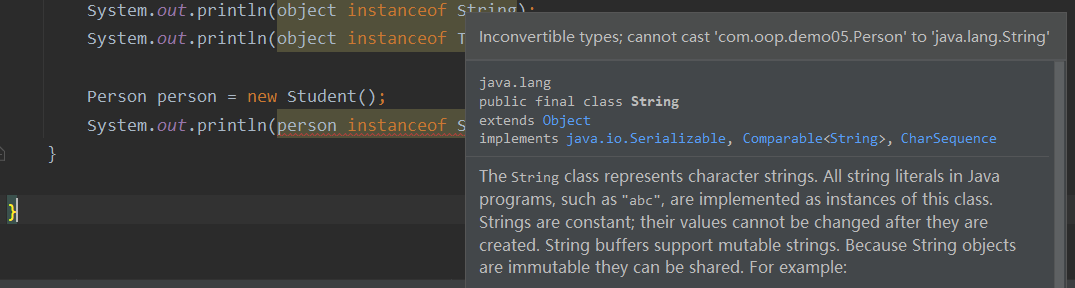 System.out.println(object instanceof String);
System.out.println(object instanceof T
Person person = new Student();
System.out.println(person instanceof S
}
}
Inconvertible types; cannot cast 'com.oop.demo05.Person' to 'java.lang.String'
java.lang
public final class String
extends Object
implements java.io.Serializable, Comparable<String>, CharSequence
The String class represents character strings. All string literals in Java
programs, such as "abc", are implemented as instances of this class.
Strings are constant; their values cannot be changed after they are
created. String buffers support mutable strings. Because String objects
are immutable they can be shared. For example: